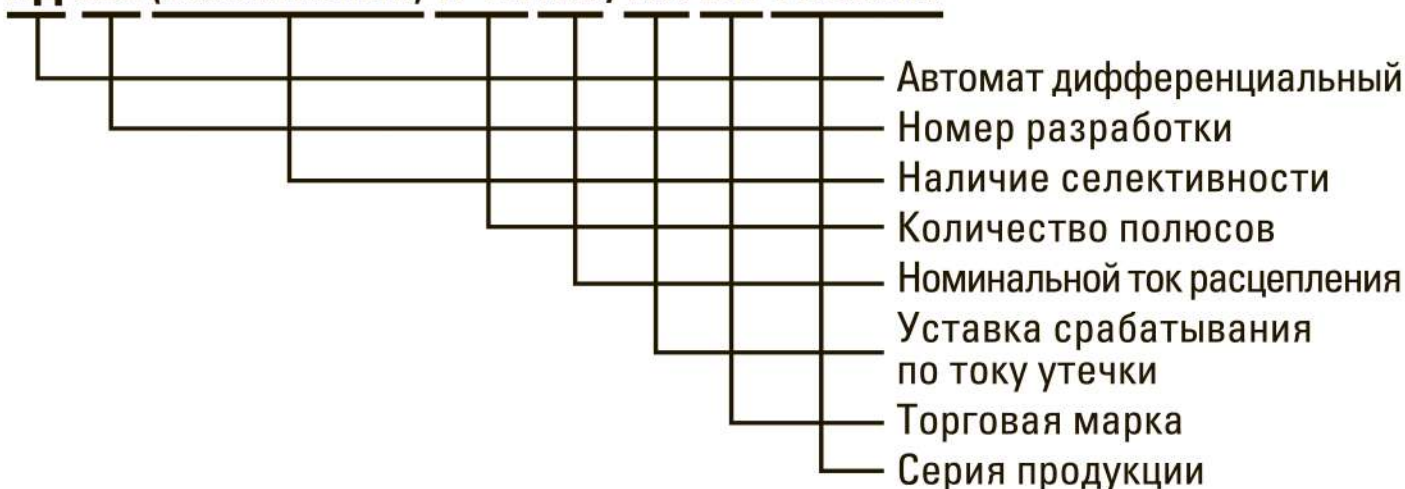 Автомат дифференциальный
Номер разработки
Наличие селективности
Количество полюсов
Номинальной ток расцепления
Уставка срабатывания
по току утечки
Торговая марка
Серия продукции